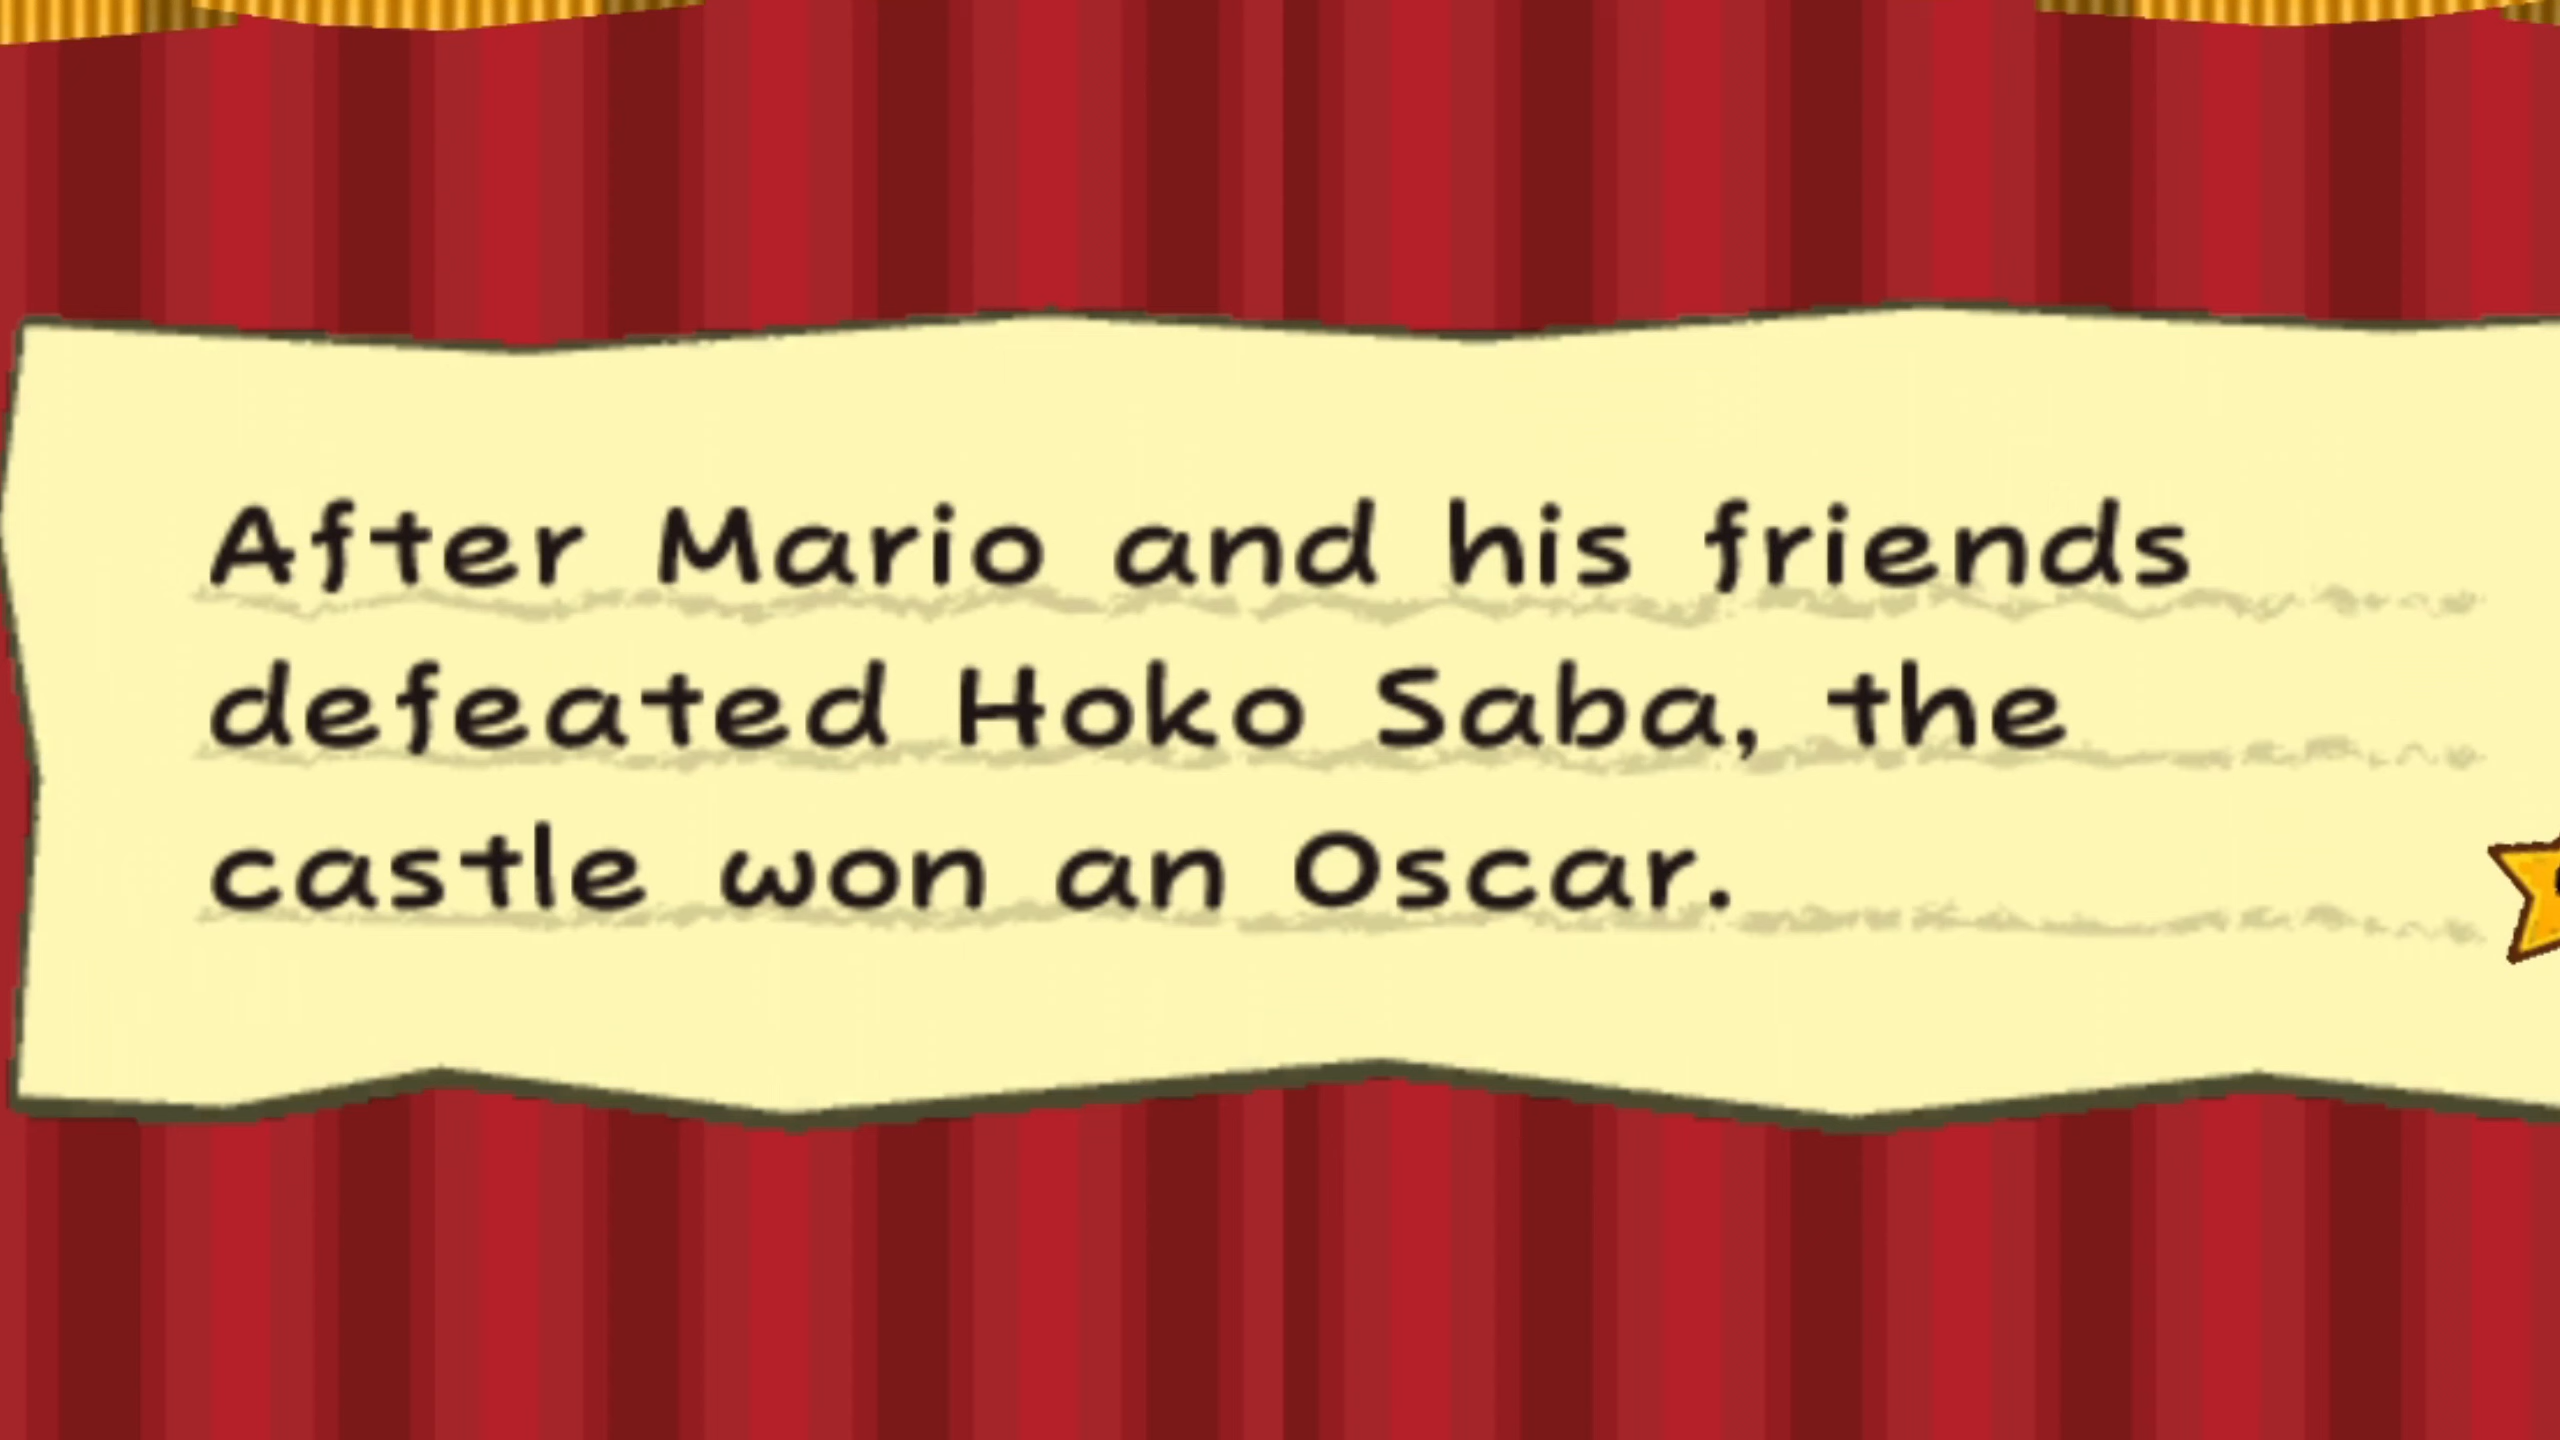 After Mario and his friends
defeated Hoko Saba, the
castle won an Oscar.